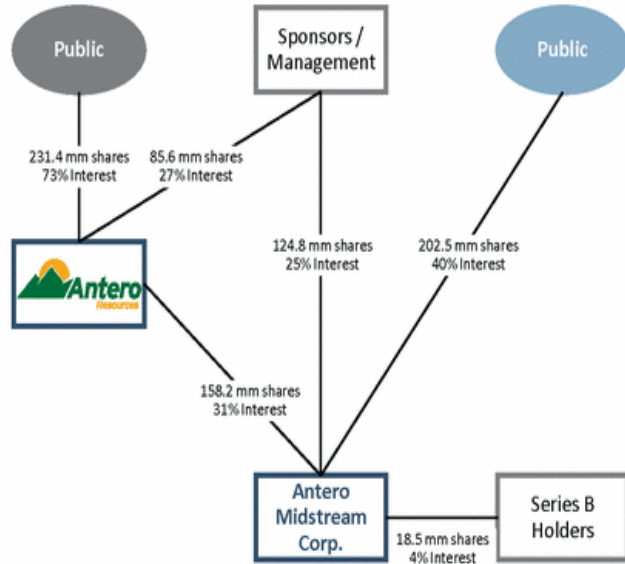 Public
Sponsors /
Management
Public
231.4 mm shares
73% Interest
85.6 mm shares
27% Interest
124.8 mm shares
25% Interest
202.5 mm shares
40% Interest
Antero
Resources
158.2 mm shares
31% Interest
Antero
Midstream
Corp.
18.5 mm shares
4% Interest
Series B
Holders